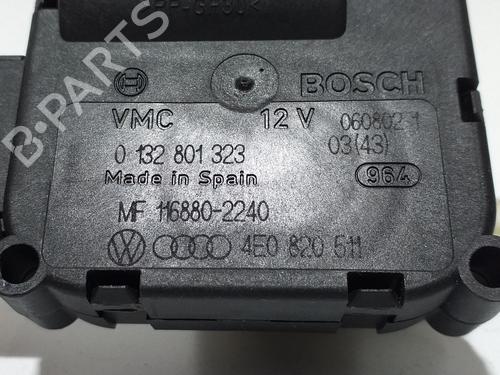 BOSCH
VMC 12 V 060802 1
0 132 801 323 03(43)
Made in Spain 964
MF 116880-2240
4E0 820 511
B-PARTS